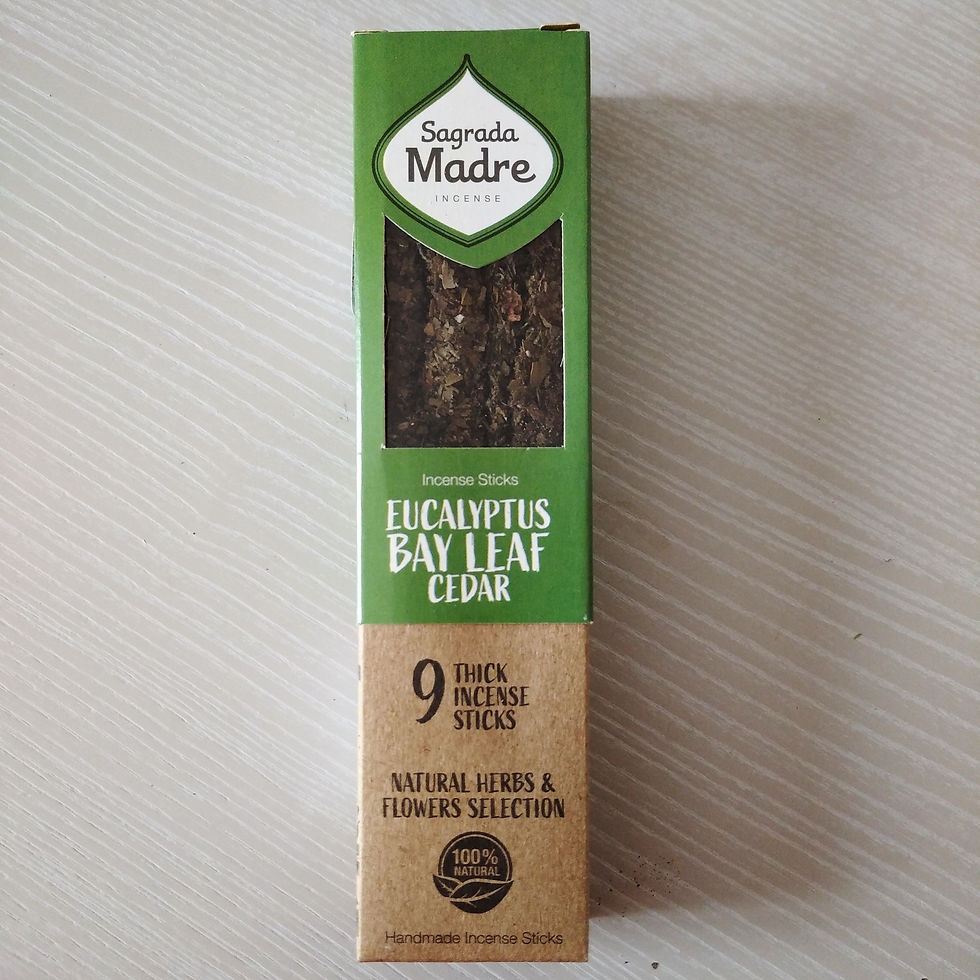 Sagrada
Madre
INCENSE
Incense Sticks
EUCALYPTUS
BAY LEAF
CEDAR
9 THICK
INCENSE
STICKS
NATURAL HERBS &
FLOWERS SELECTION
100%
NATURAL
Handmade Incense Sticks